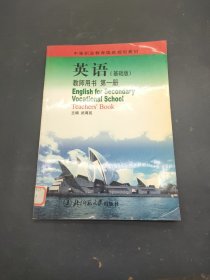 中等职业教育国家规划教材
英语（基础版）
教师用书 第一册
English for Secondary
Vocational School
Teachers' Book
主编
北京师范大学出版社